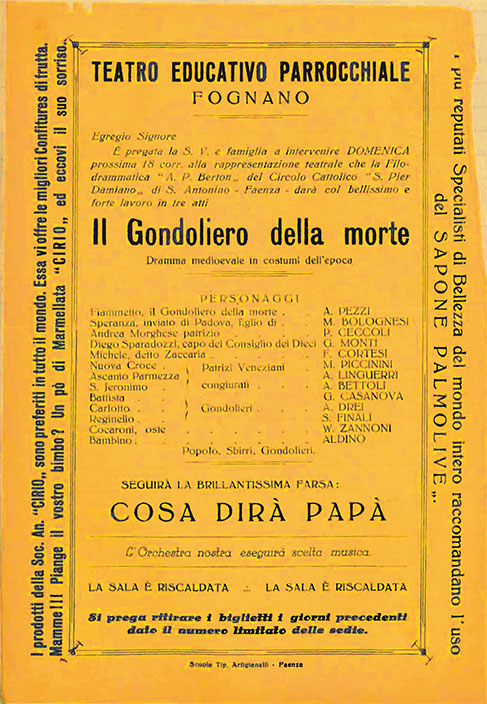 I prodotti della Soc. An. "CIRIO,, sono preferiti in tutto il mondo. Essa vi offre le migliori Confitures di frutta.
Mamme!!! Piange il vostro bimbo? Un pò di Marmellata "CIRIO,, ed eccovi il suo sorriso.
TEATRO EDUCATIVO PARROCCHIALE
FOGNANO
Egregio Signore
È pregata la S. V. e famiglia a intervenire DOMENICA
prossima 18 corr. alla rappresentazione teatrale che la Filo-
drammatica "A. P. Berton„ del Circolo Cattolico "S. Pier
Damiano„ di S. Antonino - Faenza - darà col bellissimo e
forte lavoro in tre atti
Il Gondoliero della morte
Dramma medioevale in costumi dell'epoca
PERSONAGGI
Fiammetto, il Gondoliero della morte . . A. PEZZI
Speranza, inviato di Padova, figlio di . . M. BOLOGNESI
Andrea Morghese patrizio . . . P. CECCOLI
Diego Sparadozzi, capo del Consiglio dei Dieci G. MONTI
Michele, detto Zaccaria . . . . F. CORTESI
Nuova Croce . } Patrizi Veneziani M. PICCININI
Ascanio Parmezza } A. LINGUERRI
S. Jeronimo . } congiurati . A. BETTOLI
Battista . } G. CASANOVA
Carlotto . } Gondolieri . A. DREI
Reginello . } S. FINALI
Cocaroni, oste . . . . . W. ZANNONI
Bambino . . . . . . ALDINO
Popolo, Sbirri, Gondolieri.
SEGUIRÀ LA BRILLANTISSIMA FARSA:
COSA DIRÀ PAPÀ
L'Orchestra nostra eseguirà scelta musica.
LA SALA È RISCALDATA ∴ LA SALA È RISCALDATA
Si prega ritirare i biglietti i giorni precedenti
dato il numero limitato delle sedie.
Scuola Tip. Artigianelli - Faenza
più reputati Specialisti di Bellezza del mondo intero raccomandano l'uso
del SAPONE PALMOLIVE„.